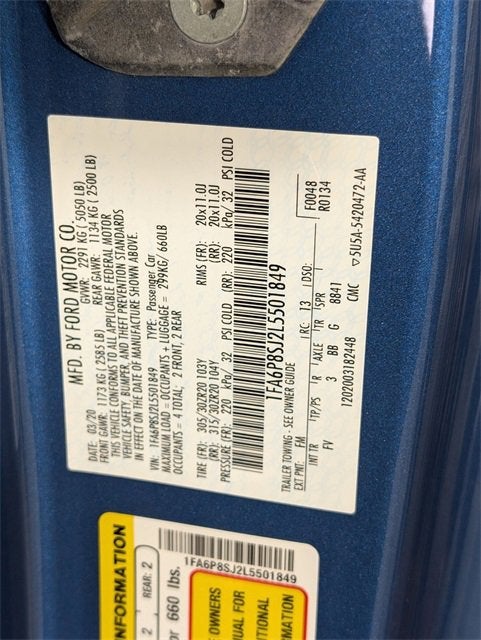 MFD. BY FORD MOTOR CO.
DATE: 03/20 GVWR: 2291 KG ( 5050 LB)
FRONT GAWR: 1172 KG ( 2585 LB) REAR GAWR: 1134 KG ( 2500 LB)
THIS VEHICLE CONFORMS TO ALL APPLICABLE FEDERAL MOTOR
VEHICLE SAFETY, BUMPER, AND THEFT PREVENTION STANDARDS
IN EFFECT ON THE DATE OF MANUFACTURE SHOWN ABOVE.
VIN: 1FA6P8SJ2L5501849 TYPE: Passenger Car
MAXIMUM LOAD = OCCUPANTS + LUGGAGE = 299KG/ 660LB
OCCUPANTS = 4 TOTAL: 2 FRONT, 2 REAR
TIRE (FR): 305/30ZR20 103Y RIMS (FR): 20x11.0J
(RR): 315/30ZR20 104Y (RR): 20x11.0J
PRESSURE (FR): 220 kPa/ 32 PSI COLD (RR): 220 kPa/ 32 PSI COLD
1FA6P8SJ2L5501849
TRAILER TOWING - SEE OWNER GUIDE
F0048
R0134
EXT PNT: FM RC: 13 DSO:
INT TR TP/PS R AXLE TR SPR
FV 3 BB G 8841
1202003182448 CMC ▽5U5A-5420472-AA
INFORMATION
2 REAR: 2
or 660 lbs.
1FA6P8SJ2L5501849
OWNERS
UAL FOR
ITIONAL
RMATION